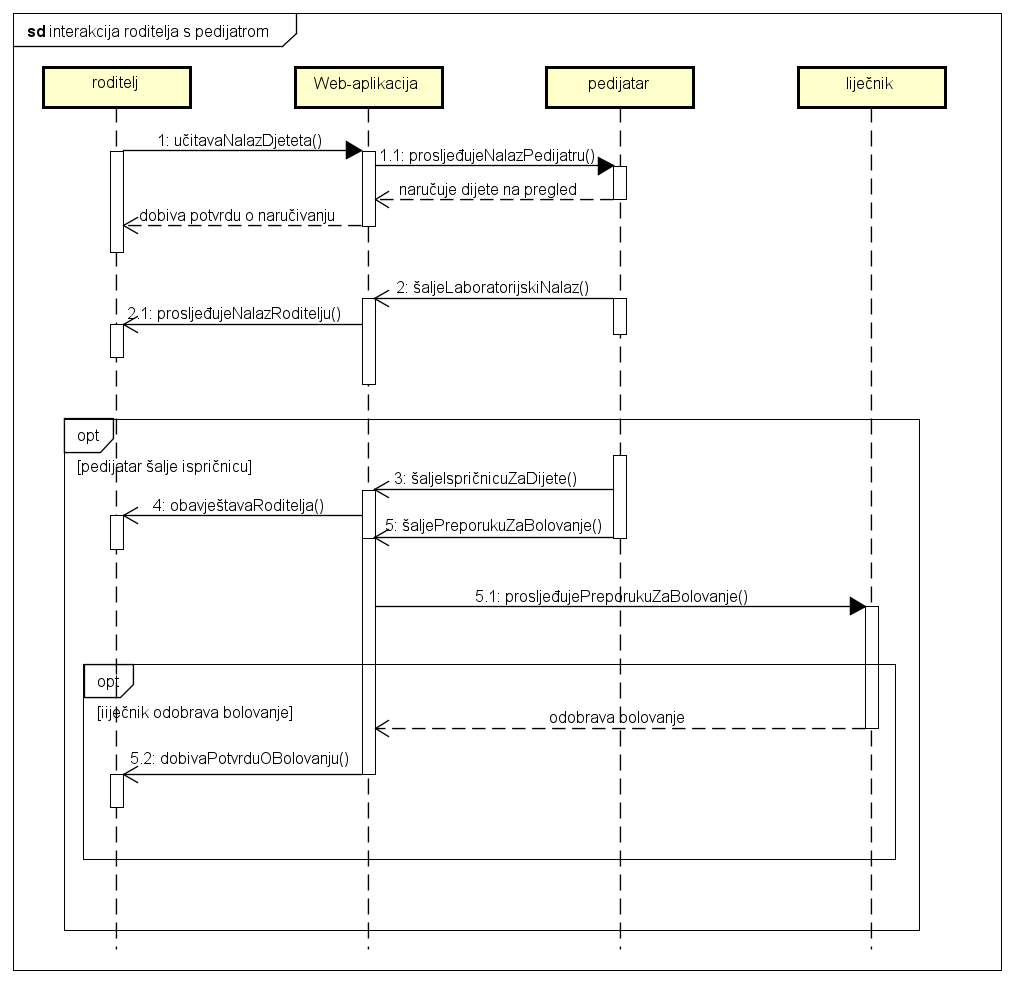 sd interakcija roditelja s pedijatrom
roditelj
Web-aplikacija
pedijatar
liječnik
1: učitavaNalazDjeteta()
1.1: prosljeđujeNalazPedijatru()
naručuje dijete na pregled
dobiva potvrdu o naručivanju
2: šaljeLaboratorijskiNalaz()
2.1: prosljeđujeNalazRoditelju()
opt
[pedijatar šalje ispričnicu]
3: šaljeIspričnicuZaDijete()
4: obavještavaRoditelja()
5: šaljePreporukuZaBolovanje()
5.1: prosljeđujePreporukuZaBolovanje()
opt
[iiječnik odobrava bolovanje]
odobrava bolovanje
5.2: dobivaPotvrduOBolovanju()